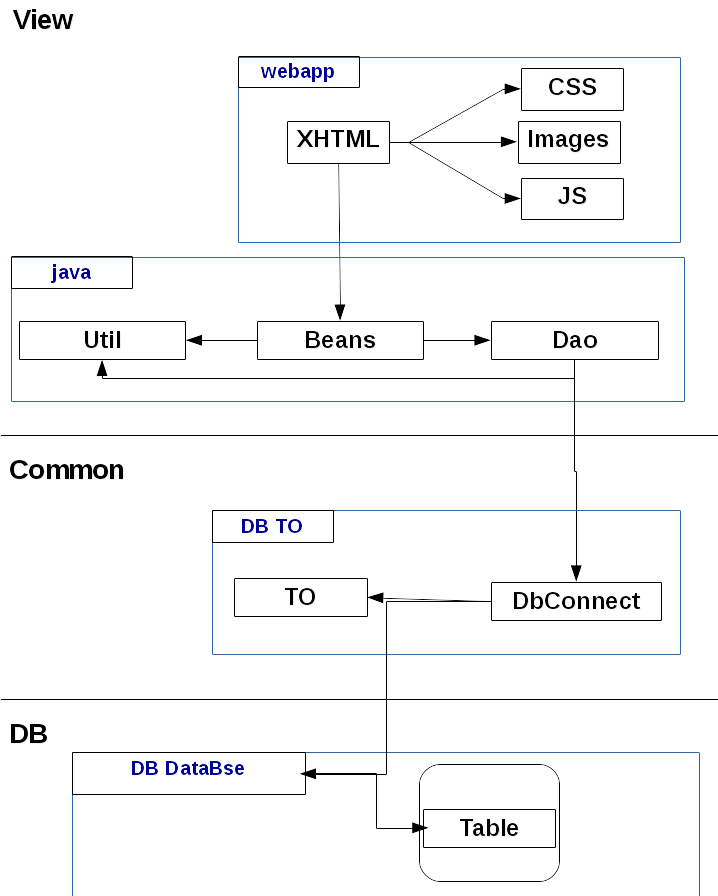 View
webapp
CSS
XHTML
Images
JS
java
Util
Beans
Dao
Common
DB TO
TO
DbConnect
DB
DB DataBse
Table